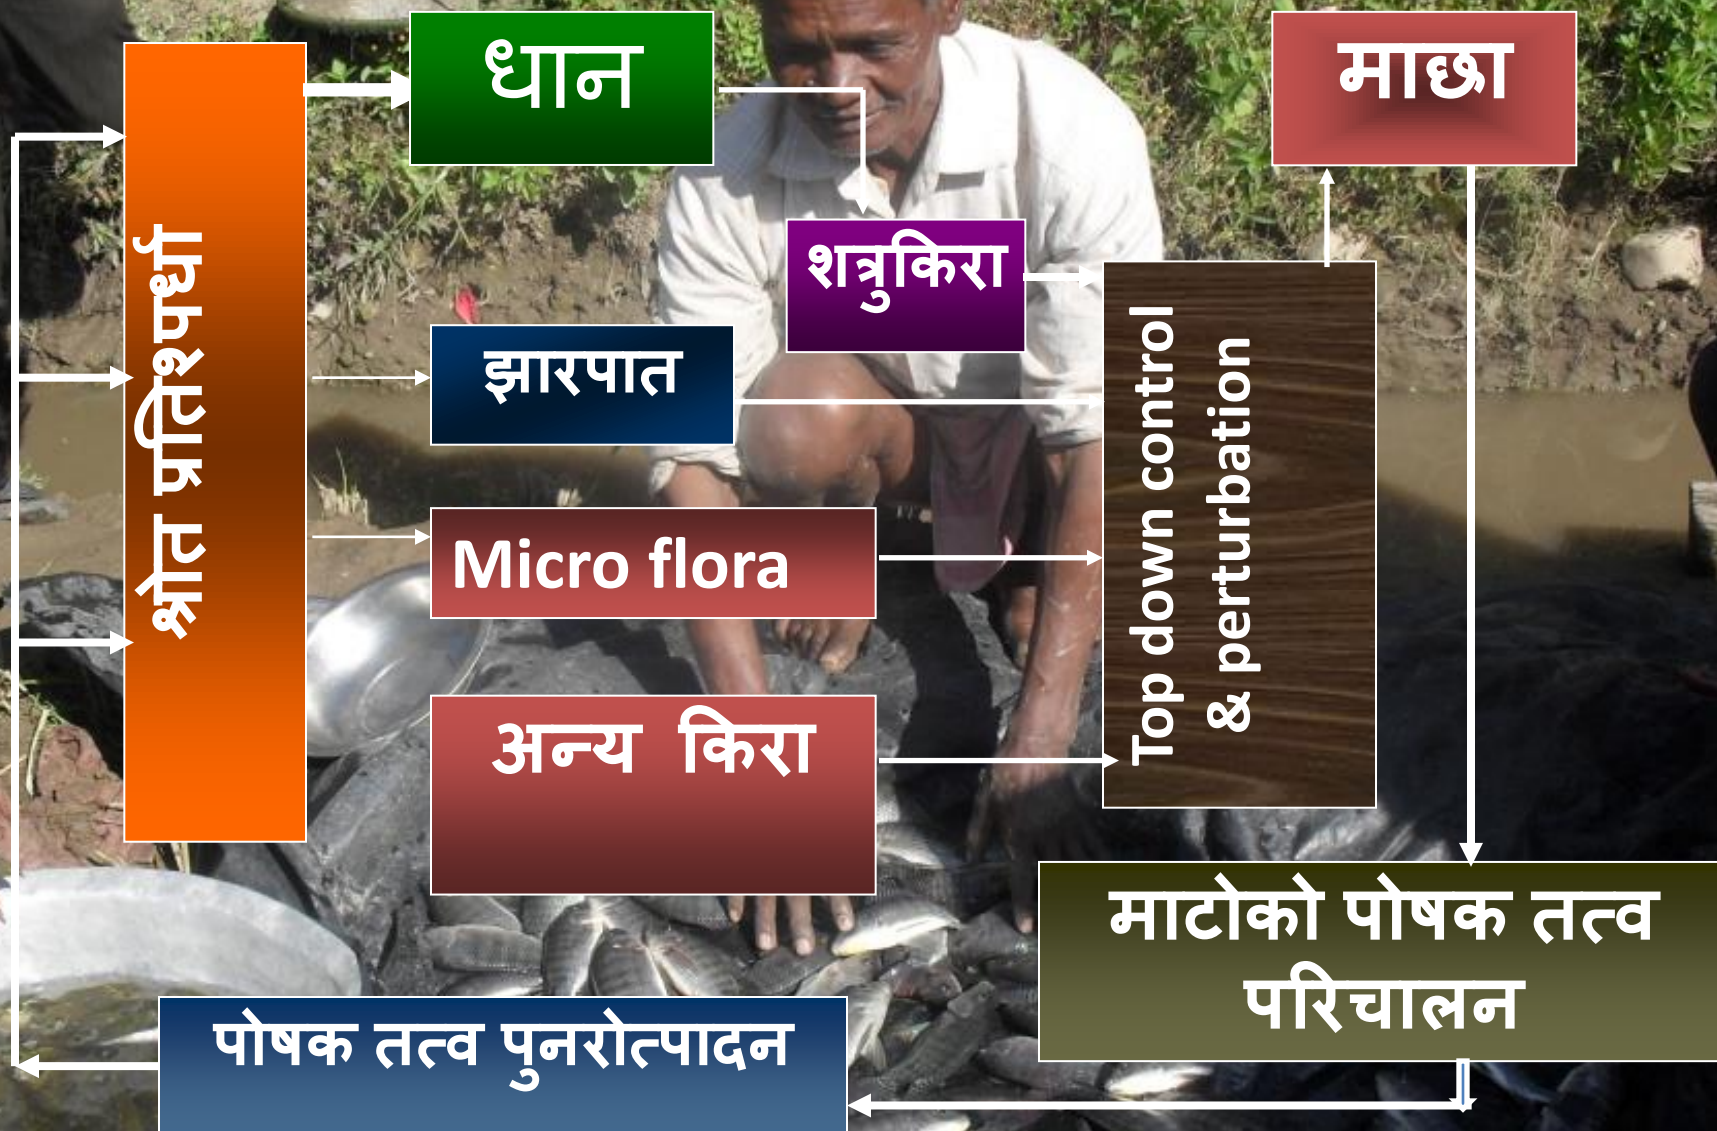 धान
माछा
श्रोत प्रतिश्पर्धा
शत्रुकिरा
झारपात
Micro flora
अन्य किरा
Top down control
& perturbation
माटोको पोषक तत्व
परिचालन
पोषक तत्व पुनरोत्पादन